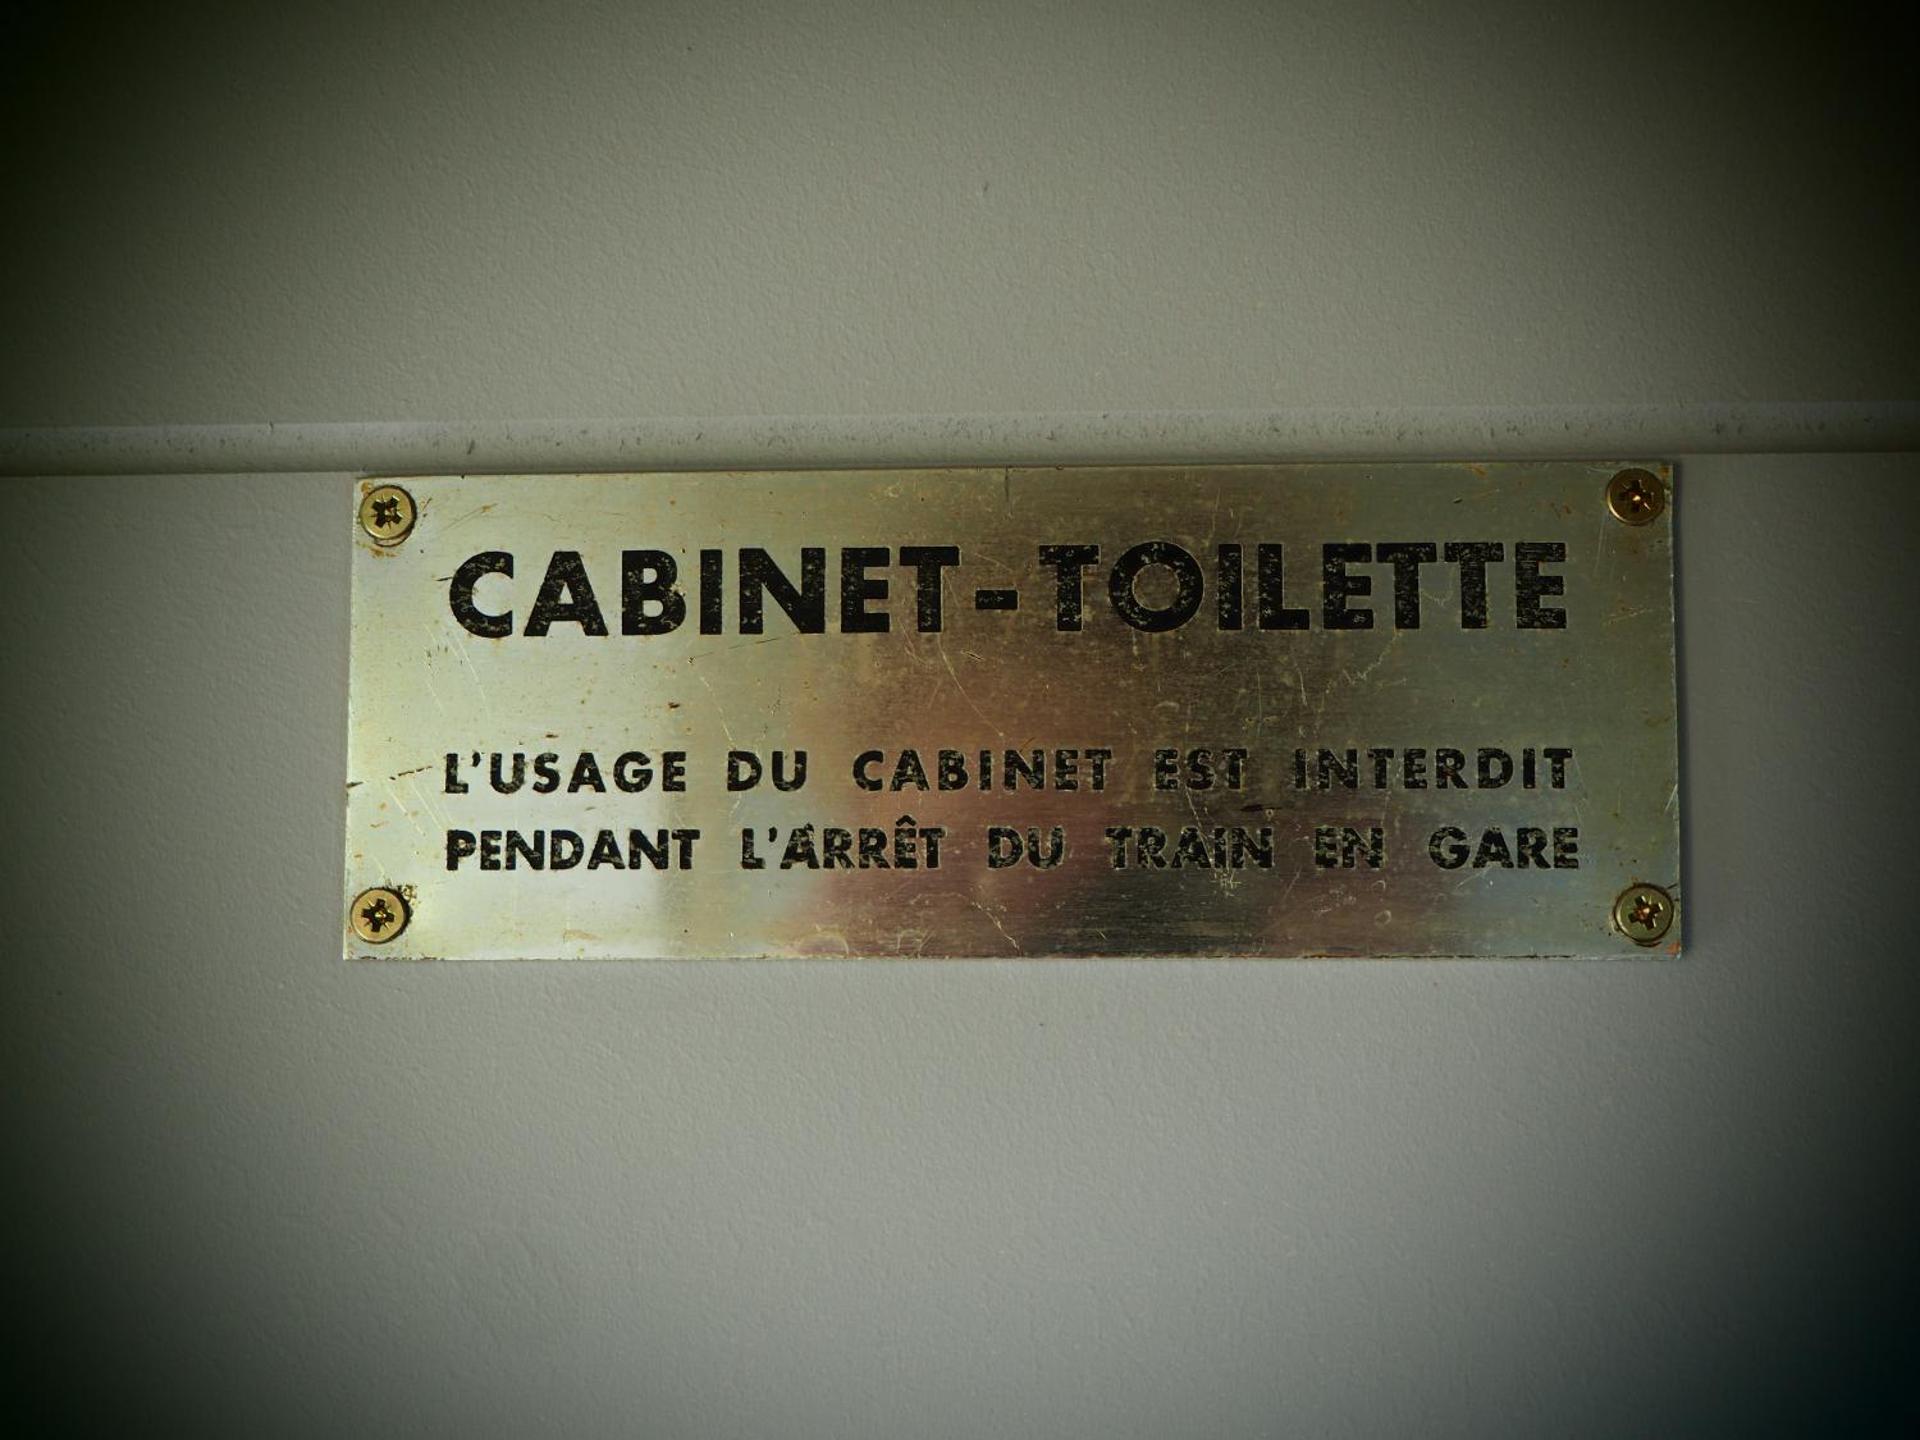 CABINET-TOILETTE
L'USAGE DU CABINET EST INTERDIT
PENDANT L'ARRÊT DU TRAIN EN GARE